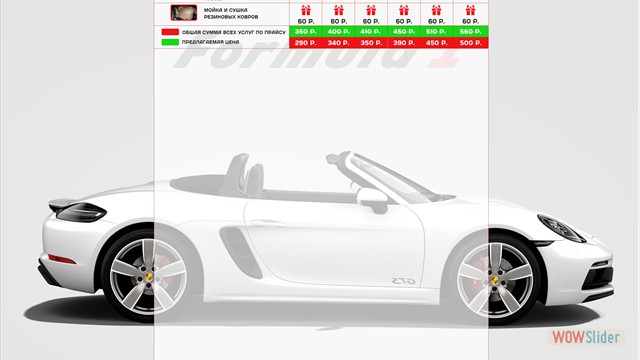 МОЙКА И СУШКА
РЕЗИНОВЫХ КОВРОВ
60 Р. 60 Р. 60 Р. 60 Р. 60 Р. 60 Р.
ОБЩАЯ СУММА ВСЕХ УСЛУГ ПО ПРАЙСУ 350 Р. 400 Р. 410 Р. 450 Р. 510 Р. 560 Р.
ПРЕДЛАГАЕМАЯ ЦЕНА 290 Р. 340 Р. 350 Р. 390 Р. 450 Р. 500 Р.
Formula 1
GTS
WOWSlider